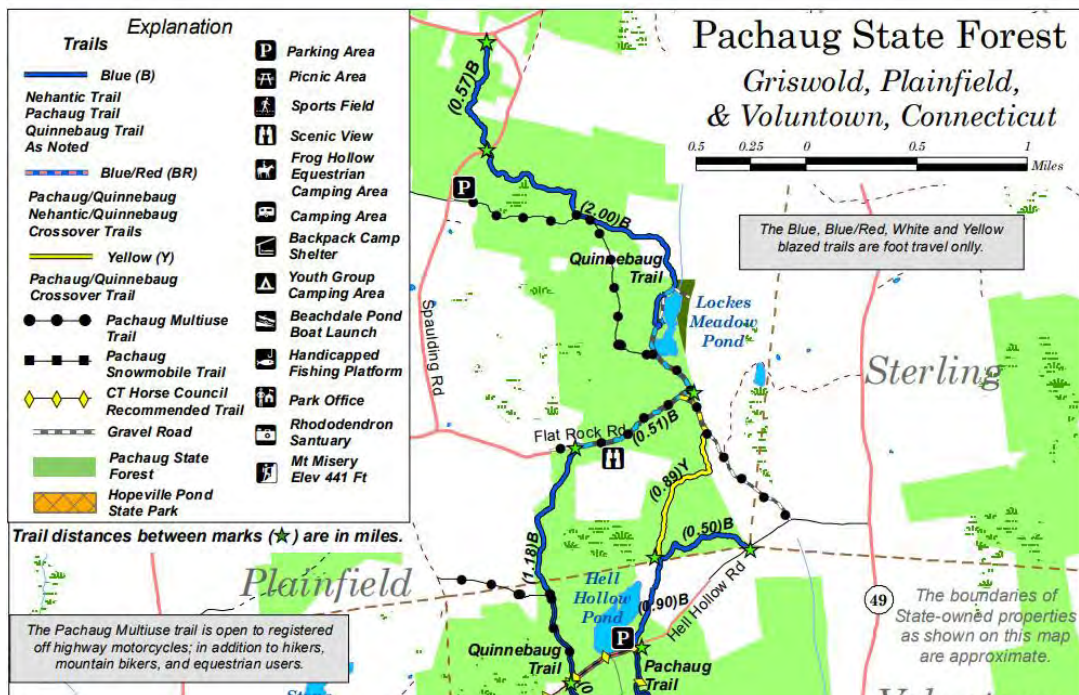 Explanation
Trails
Blue (B)
Nehantic Trail
Pachaug Trail
Quinnebaug Trail
As Noted
Blue/Red (BR)
Pachaug/Quinnebaug
Nehantic/Quinnbaug
Crossover Trails
Yellow (Y)
Pachaug/Quinnebaug
Crossover Trail
Pachaug Multiuse
Trail
Pachaug
Snowmobile Trail
CT Horse Council
Recommended Trail
Gravel Road
Pachaug State
Forest
Hopeville Pond
State Park
P
Parking Area
Picnic Area
Sports Field
Scenic View
Frog Hollow
Equestrian
Camping Area
Camping Area
Backpack Camp
Shelter
Youth Group
Camping Area
Beachdale Pond
Boat Launch
Handicapped
Fishing Platform
Park Office
Rhododendron
Santuary
Mt Misery
Elev 441 Ft
Trail distances between marks (★) are in miles.
Pachaug State Forest
Griswold, Plainfield,
& Voluntown, Connecticut
0.5 0.25 0 0.5 1
Miles
The Blue, Blue/Red, White and Yellow
blazed trails are foot travel onlly.
(0.57)B
P
(2.00)B
Quinnebaug
Trail
Lockes
Meadow
Pond
Spaulding Rd
Sterling
Flat Rock Rd
(0.51)B
(0.89)Y
(0.50)B
(1.18)B
Plainfield
Hell
Hollow
Pond
(0.90)B
Hell Hollow Rd
P
49
The boundaries of
State-owned properties
as shown on this map
are approximate.
The Pachaug Multiuse trail is open to registered
off highway motorcycles; in addition to hikers,
mountain bikers, and equestrian users.
Quinnebaug
Trail
Pachaug
Trail